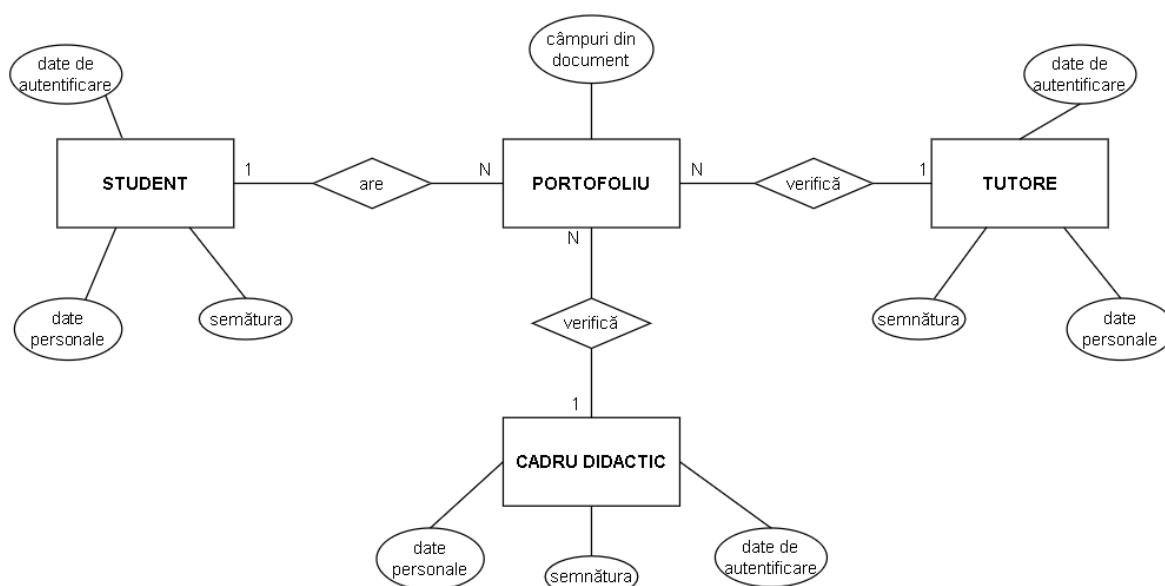 câmpuri din
document
date de
autentificare
date de
autentificare
STUDENT
1
are
N
PORTOFOLIU
N
verifică
1
TUTORE
N
date
personale
semătura
verifică
semnătura
date
personale
1
CADRU DIDACTIC
date
personale
semnătura
date de
autentificare